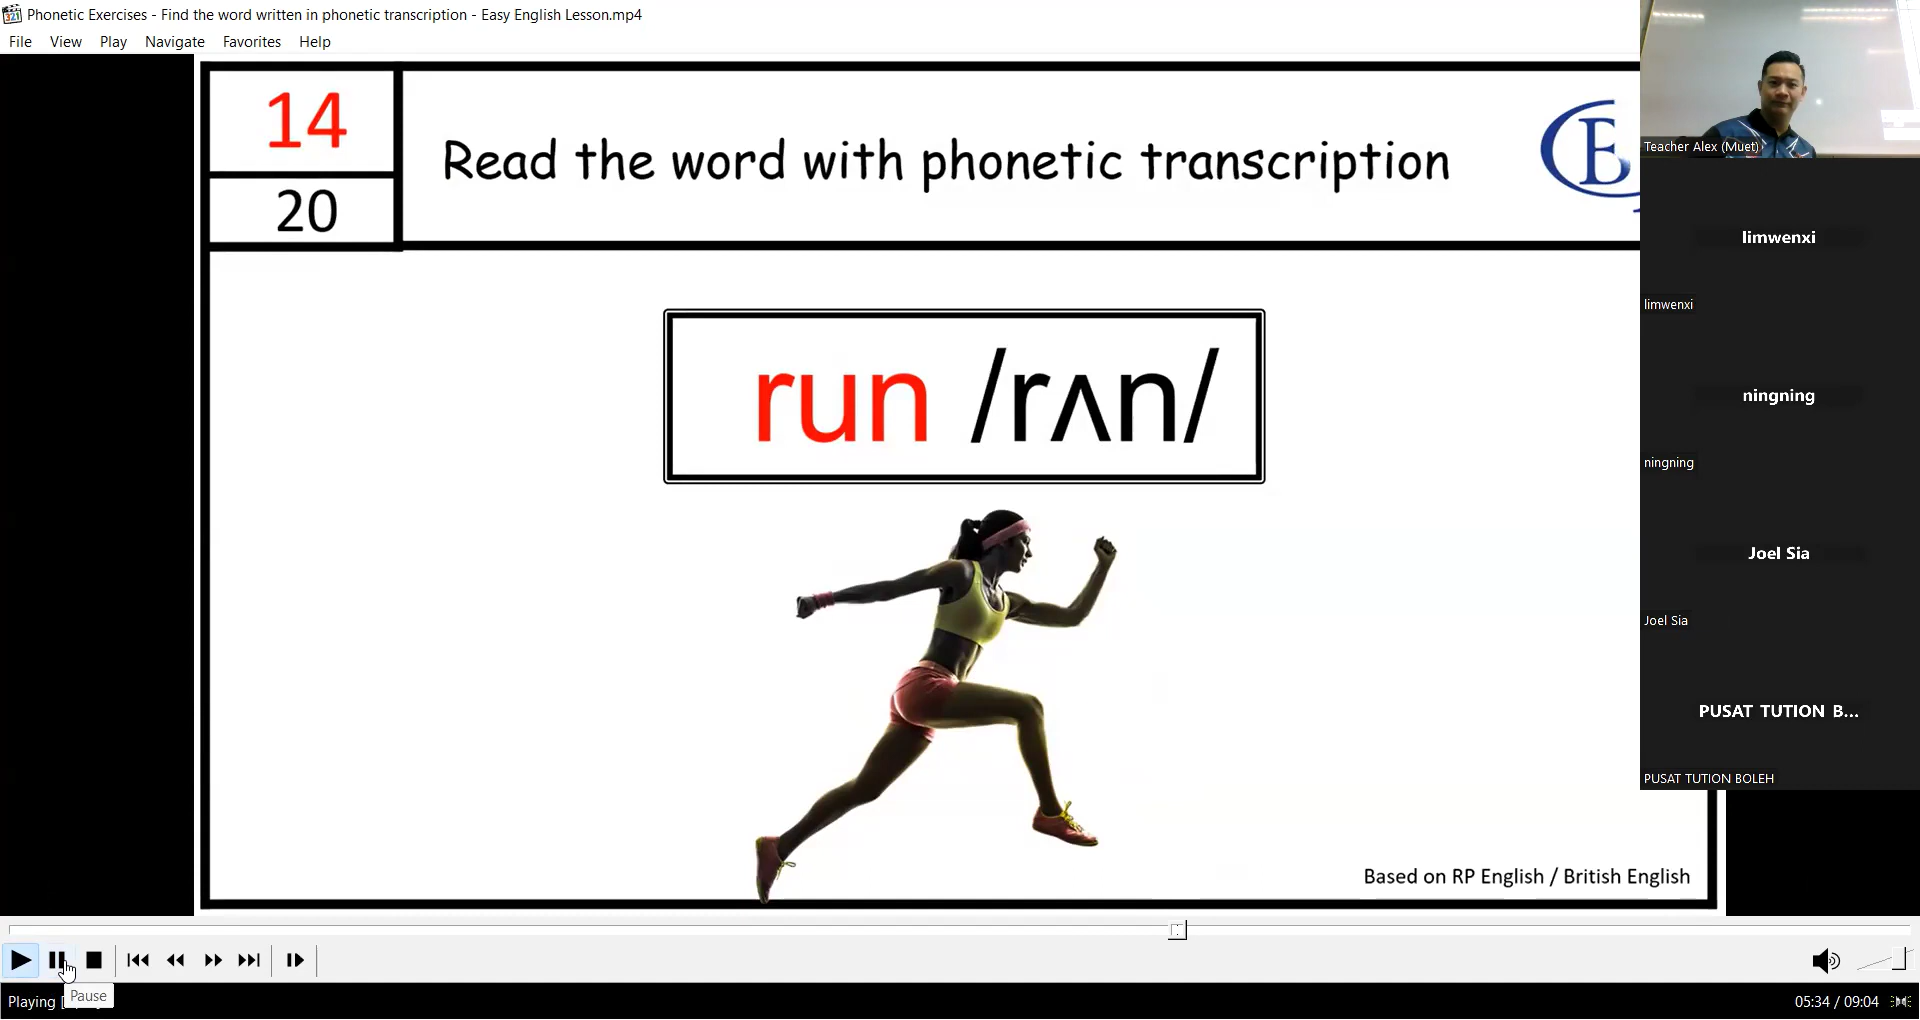 Phonetic Exercises - Find the word written in phonetic transcription - Easy English Lesson.mp4
File View Play Navigate Favorites Help
14
20
Read the word with phonetic transcription
E
run /rʌn/
Based on RP English / British English
Teacher Alex (Muet)
limwenxi
limwenxi
ningning
ningning
Joel Sia
Joel Sia
PUSAT TUTION B...
PUSAT TUTION BOLEH
Pause
Playing
05:34 / 09:04